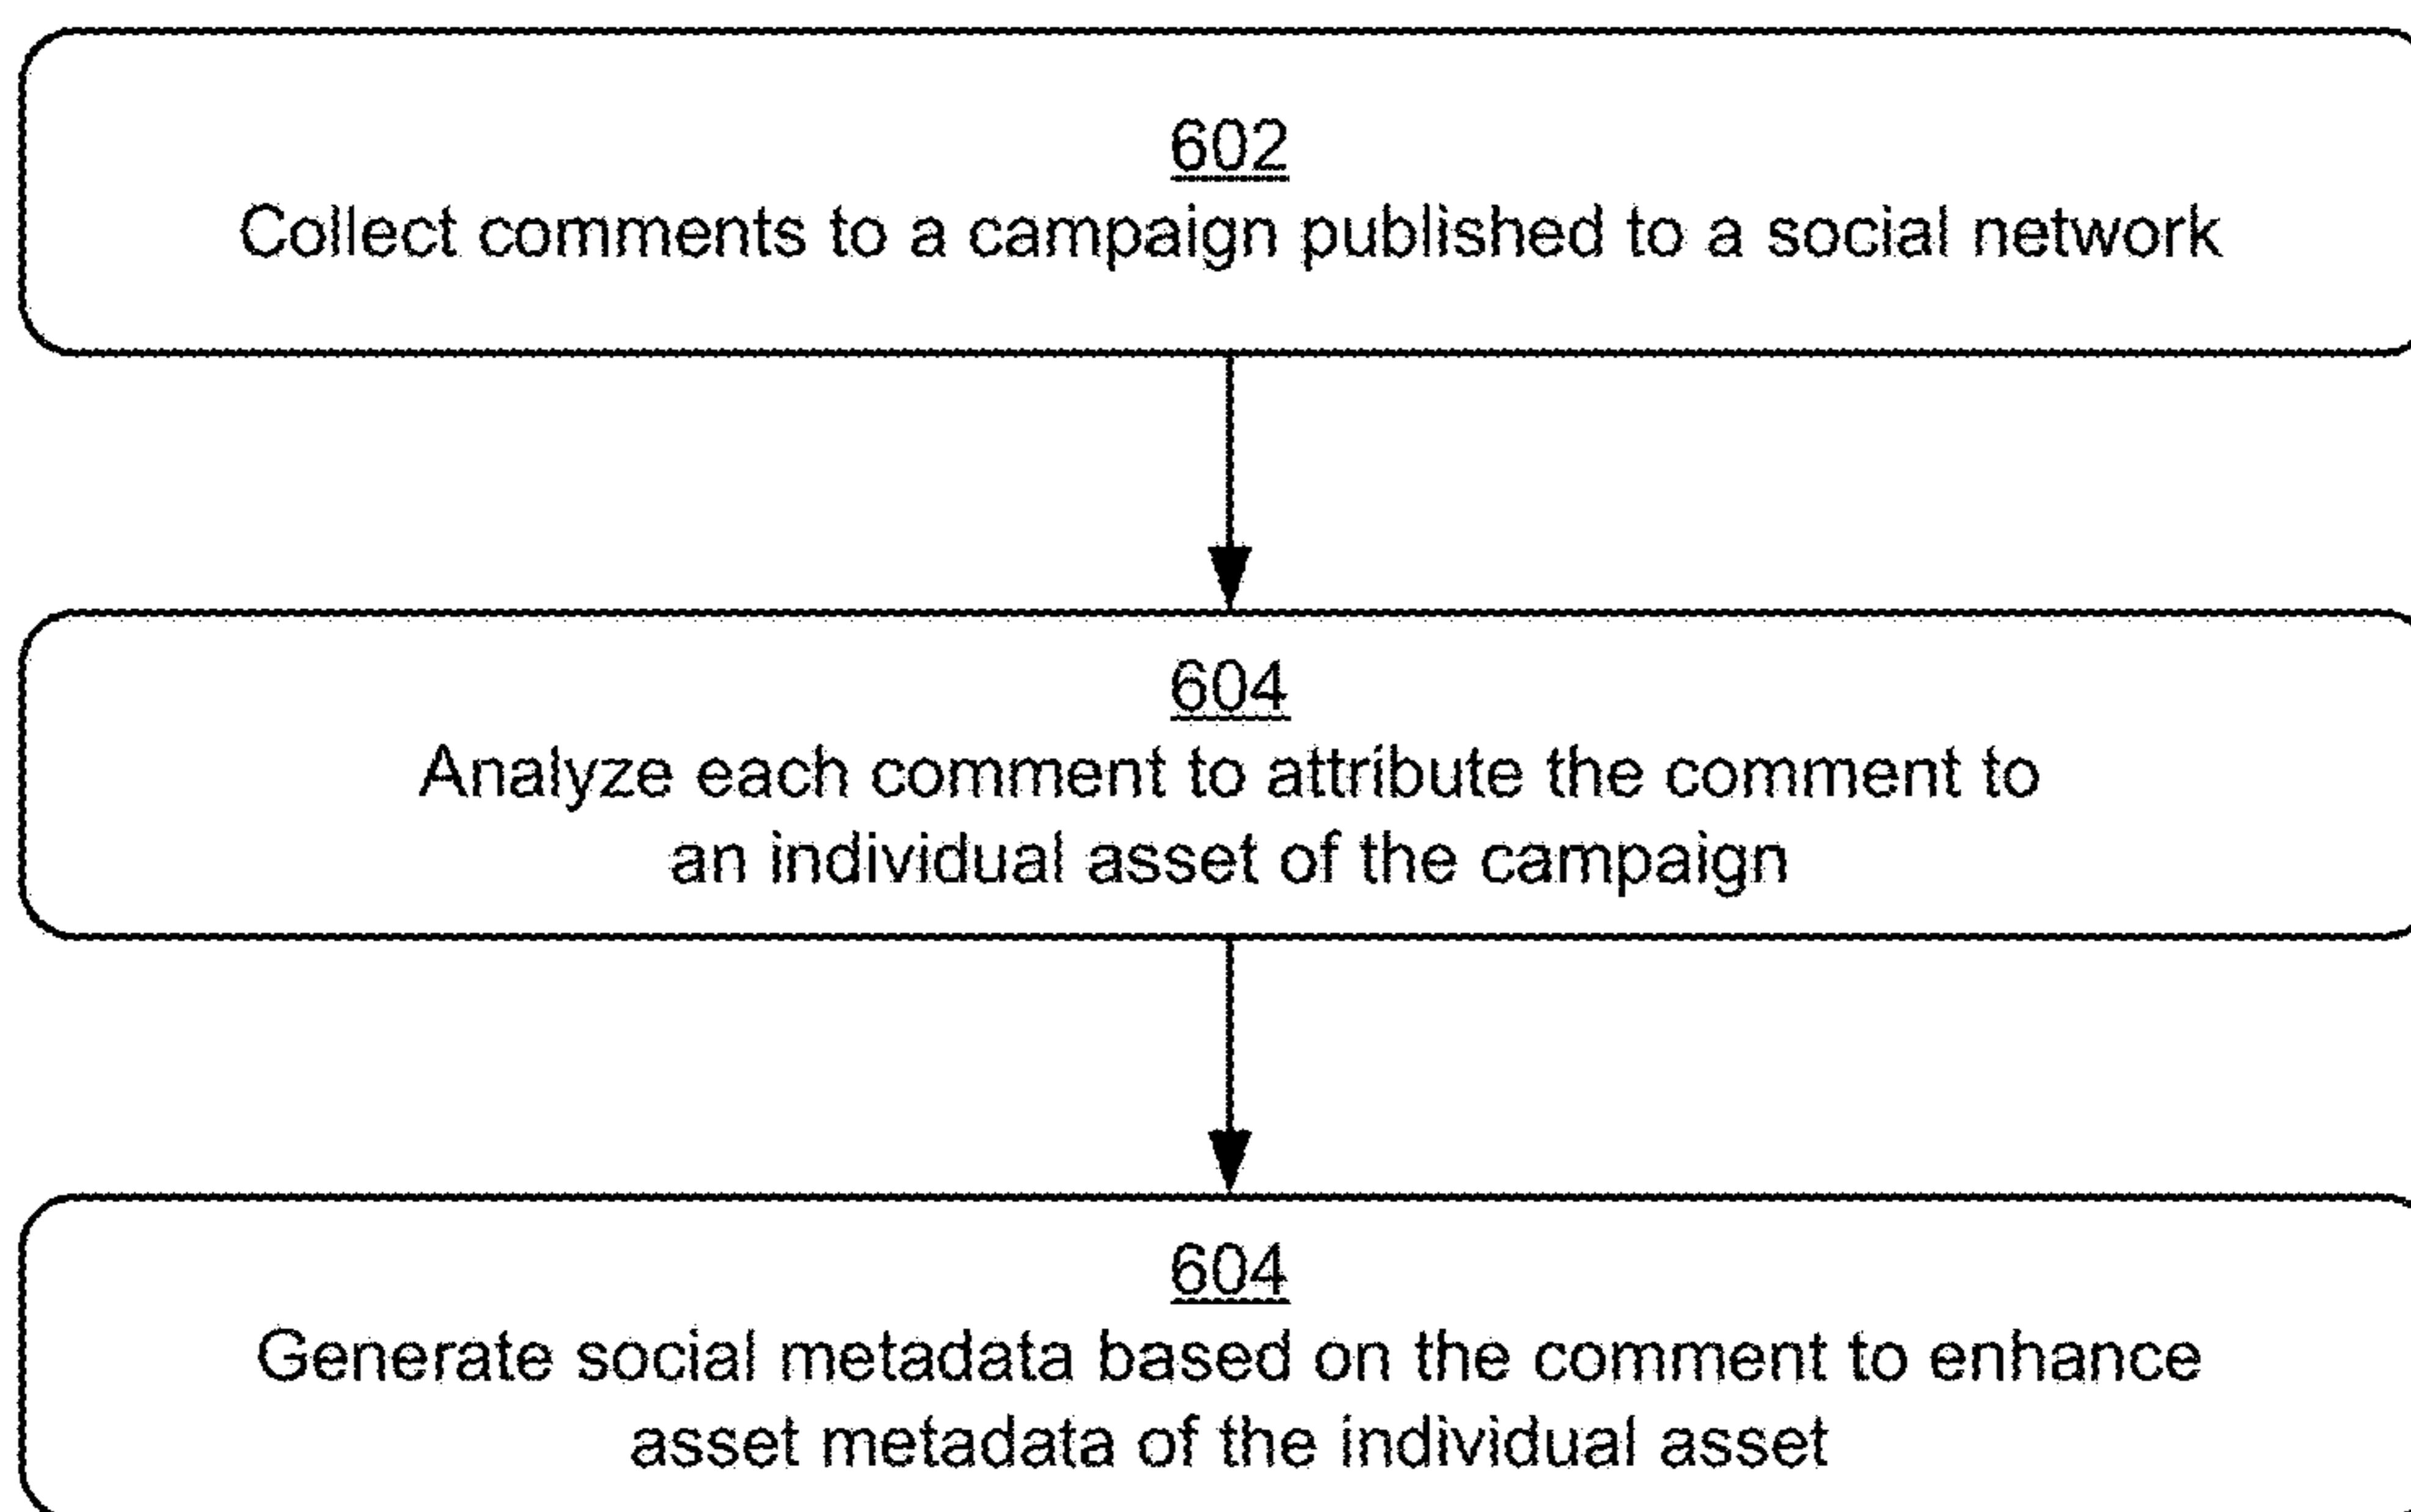 602
Collect comments to a campaign published to a social network
604
Analyze each comment to attribute the comment to
an individual asset of the campaign
604
Generate social metadata based on the comment to enhance
asset metadata of the individual asset